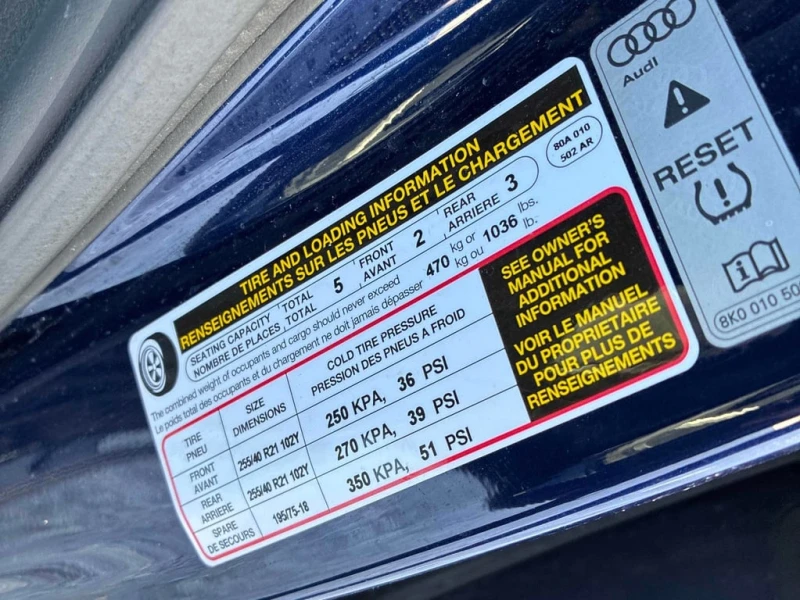 TIRE AND LOADING INFORMATION
RENSEIGNEMENTS SUR LES PNEUS ET LE CHARGEMENT
80A 010
502 AR
SEATING CAPACITY TOTAL 5 FRONT 2 REAR 3
NOMBRE DE PLACES TOTAL AVANT ARRIERE
The combined weight of occupants and cargo should never exceed 470 kg or 1036 lbs.
Le poids total des occupants et du chargement ne doit jamais dépasser kg ou lb.
TIRE SIZE COLD TIRE PRESSURE
PNEU DIMENSIONS PRESSION DES PNEUS A FROID
FRONT 255/40 R21 102Y 250 KPA, 36 PSI
AVANT
REAR 255/40 R21 102Y 270 KPA, 39 PSI
ARRIERE
SPARE 195/75-18 350 KPA, 51 PSI
DE SECOURS
SEE OWNER'S
MANUAL FOR
ADDITIONAL
INFORMATION
VOIR LE MANUEL
DU PROPRIETAIRE
POUR PLUS DE
RENSEIGNEMENTS
Audi
RESET
8K0 010 50